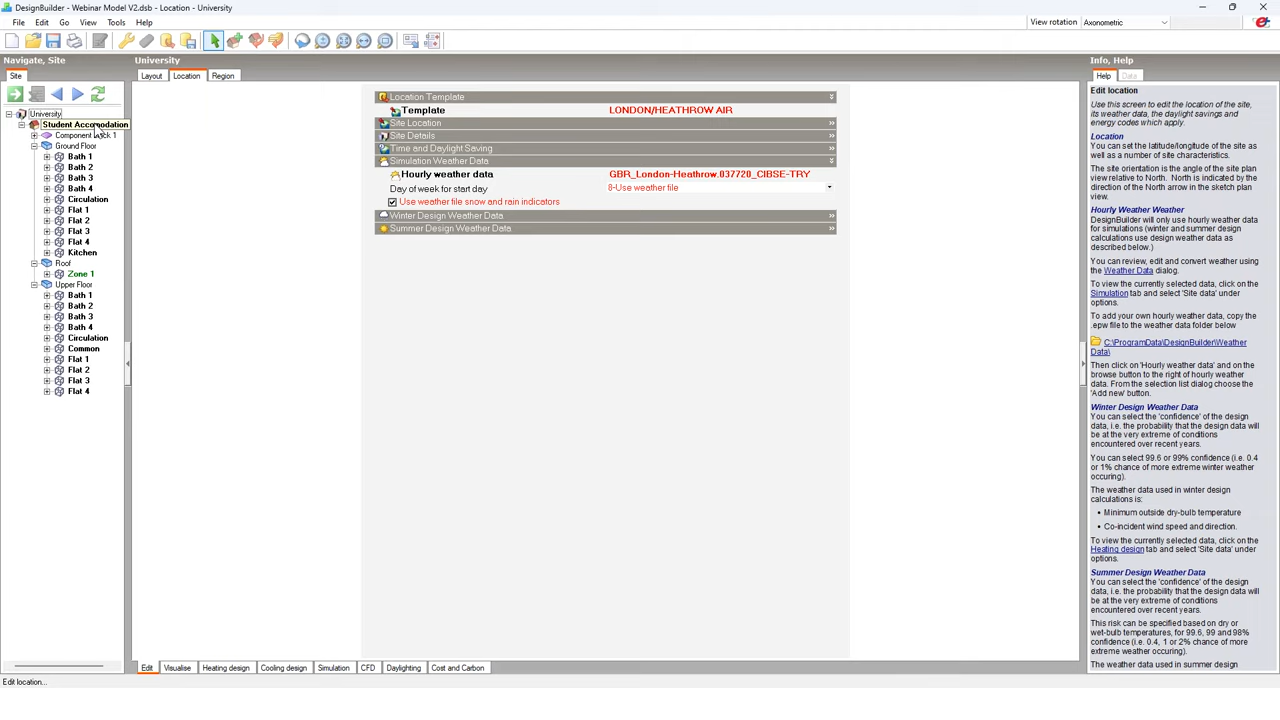 DesignBuilder - Webinar Model V2.dsb - Location - University
File Edit Go View Tools Help
View rotation Axonometric
Navigate, Site
Site
University
Student Accomodation
Component Block 1
Ground Floor
Bath 1
Bath 2
Bath 3
Bath 4
Circulation
Flat 1
Flat 2
Flat 3
Flat 4
Kitchen
Roof
Zone 1
Upper Floor
Bath 1
Bath 2
Bath 3
Bath 4
Circulation
Common
Flat 1
Flat 2
Flat 3
Flat 4
University
Layout Location Region
Location Template
Template LONDON/HEATHROW AIR
Site Location
Site Details
Time and Daylight Saving
Simulation Weather Data
Hourly weather data GBR_London-Heathrow.037720_CIBSE-TRY
Day of week for start day 8-Use weather file
Use weather file snow and rain indicators
Winter Design Weather Data
Summer Design Weather Data
Edit Visualise Heating design Cooling design Simulation CFD Daylighting Cost and Carbon
Edit location...
Info, Help
Help Data
Edit location
Use this screen to edit the location of the site,
its weather data, the daylight savings and
energy codes which apply.
Location
You can set the latitude/longitude of the site as
well as a number of site characteristics.
The site orientation is the angle of the site plan
view relative to North. North is indicated by the
direction of the North arrow in the sketch plan
view.
Hourly Weather Weather
DesignBuilder will only use hourly weather data
for simulations (winter and summer design
calculations use design weather data as
described below.)
You can review, edit and convert weather using
the Weather Data dialog.
To view the currently selected data, click on the
Simulation tab and select 'Site data' under
options.
To add your own hourly weather data, copy the
.epw file to the weather data folder below
C:\ProgramData\DesignBuilder\Weather
Data\
Then click on 'Hourly weather data' and on the
browse button to the right of hourly weather
data. From the selection list dialog choose the
'Add new' button.
Winter Design Weather Data
You can select the 'confidence' of the design
data, i.e. the probability that the design data will
be at the very extreme of conditions
encountered over recent years.
You can select 99.6 or 99% confidence (i.e. 0.4
or 1% chance of more extreme winter weather
occuring).
The weather data used in winter design
calculations is:
• Minimum outside dry-bulb temperature
• Co-incident wind speed and direction.
To view the currently selected data, click on the
Heating design tab and select 'Site data' under
options.
Summer Design Weather Data
You can select the 'confidence' of the design
data, i.e. the probability that the design data will
be at the very extreme of conditions
encountered over recent years.
This risk can be specified based on dry or
wet-bulb temperatures, for 99.6, 99 and 98%
confidence (i.e. 0.4, 1 or 2% chance of more
extreme weather occuring).
The weather data used in summer design